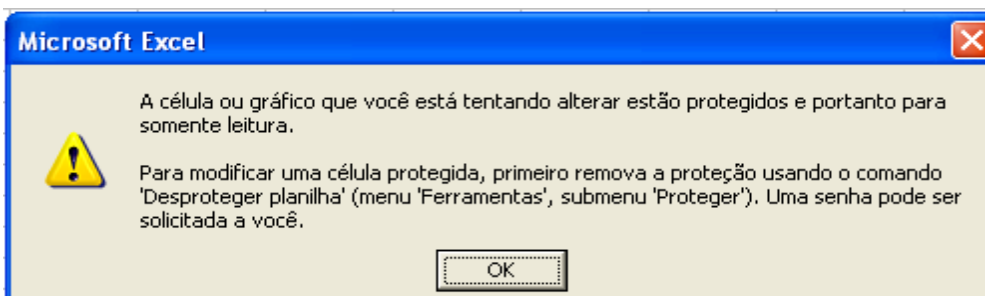 Microsoft Excel
A célula ou gráfico que você está tentando alterar estão protegidos e portanto para
somente leitura.
Para modificar uma célula protegida, primeiro remova a proteção usando o comando
'Desproteger planilha' (menu 'Ferramentas', submenu 'Proteger'). Uma senha pode ser
solicitada a você.
OK